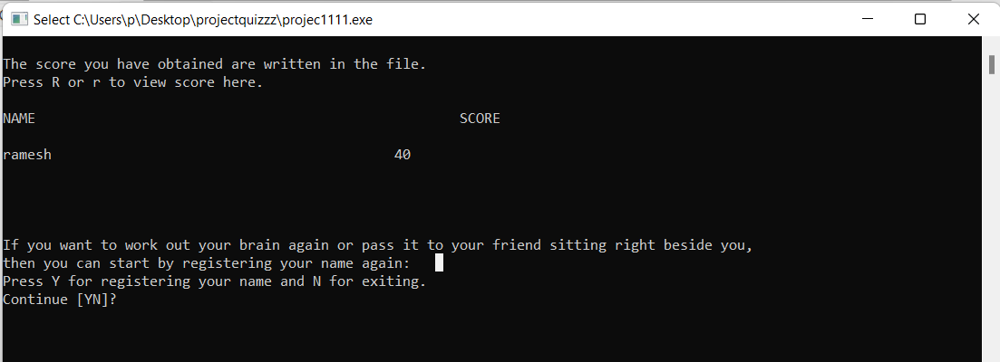 Select C:\Users\p\Desktop\projectquizzz\projec1111.exe
The score you have obtained are written in the file.
Press R or r to view score here.
NAME SCORE
ramesh 40
If you want to work out your brain again or pass it to your friend sitting right beside you,
then you can start by registering your name again:
Press Y for registering your name and N for exiting.
Continue [YN]?